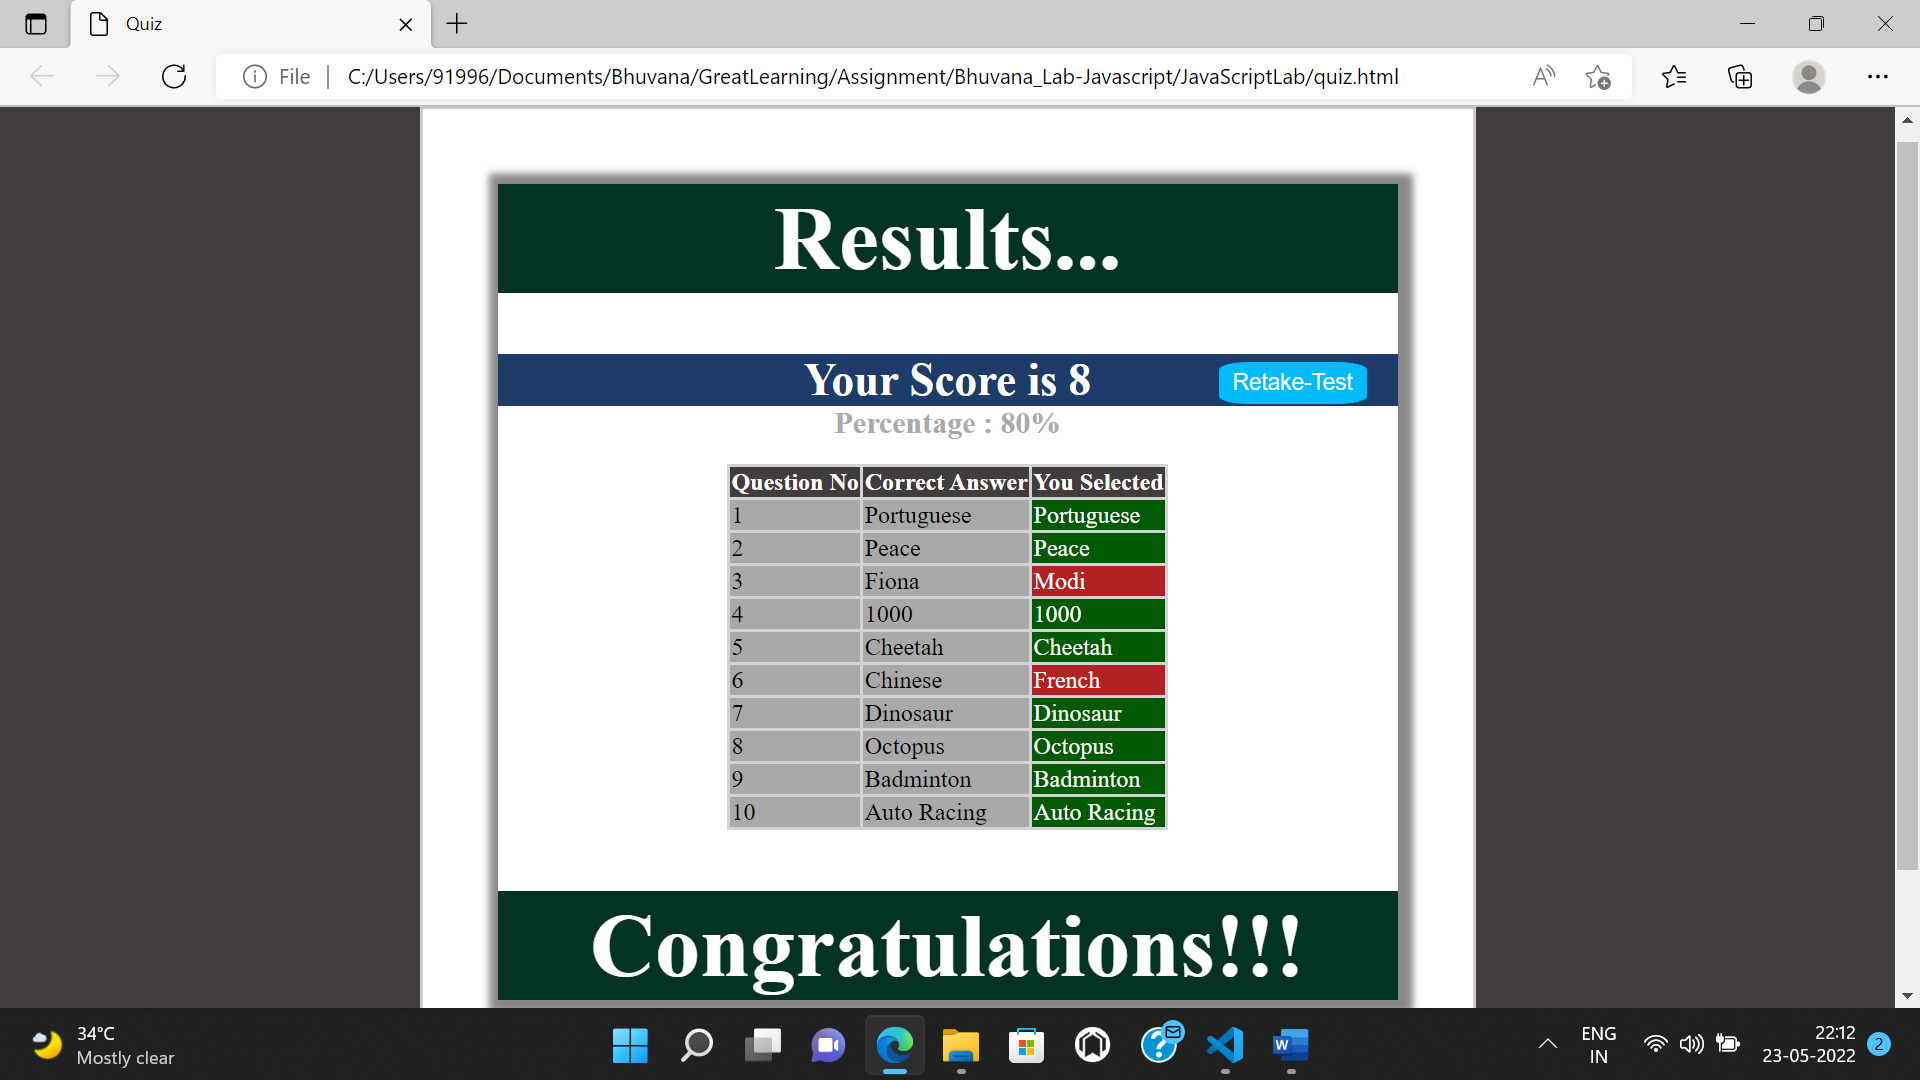 Quiz
File
C:/Users/91996/Documents/Bhuvana/GreatLearning/Assignment/Bhuvana_Lab-Javascript/JavaScriptLab/quiz.html
Results...
Your Score is 8
Retake-Test
Percentage : 80%
Question No Correct Answer You Selected
1 Portuguese Portuguese
2 Peace Peace
3 Fiona Modi
4 1000 1000
5 Cheetah Cheetah
6 Chinese French
7 Dinosaur Dinosaur
8 Octopus Octopus
9 Badminton Badminton
10 Auto Racing Auto Racing
Congratulations!!!
34°C
Mostly clear
ENG
IN
22:12
23-05-2022
2